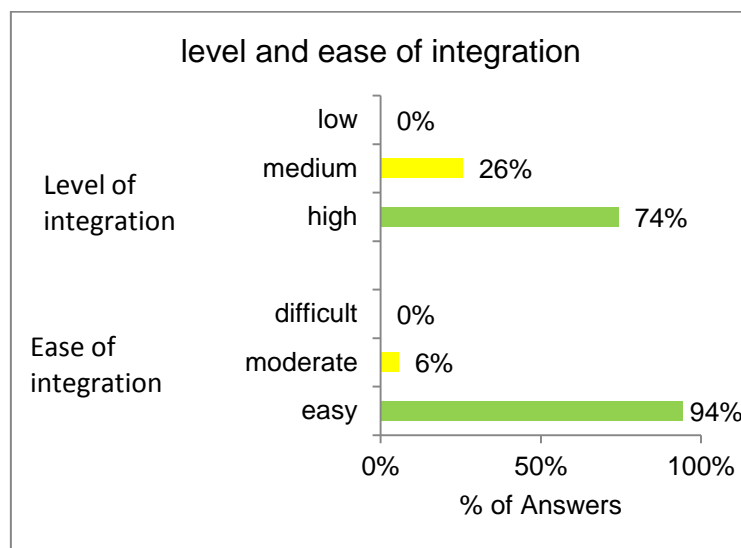 level and ease of integration
Level of
integration
low 0%
medium 26%
high 74%
Ease of
integration
difficult 0%
moderate 6%
easy 94%
0% 50% 100%
% of Answers